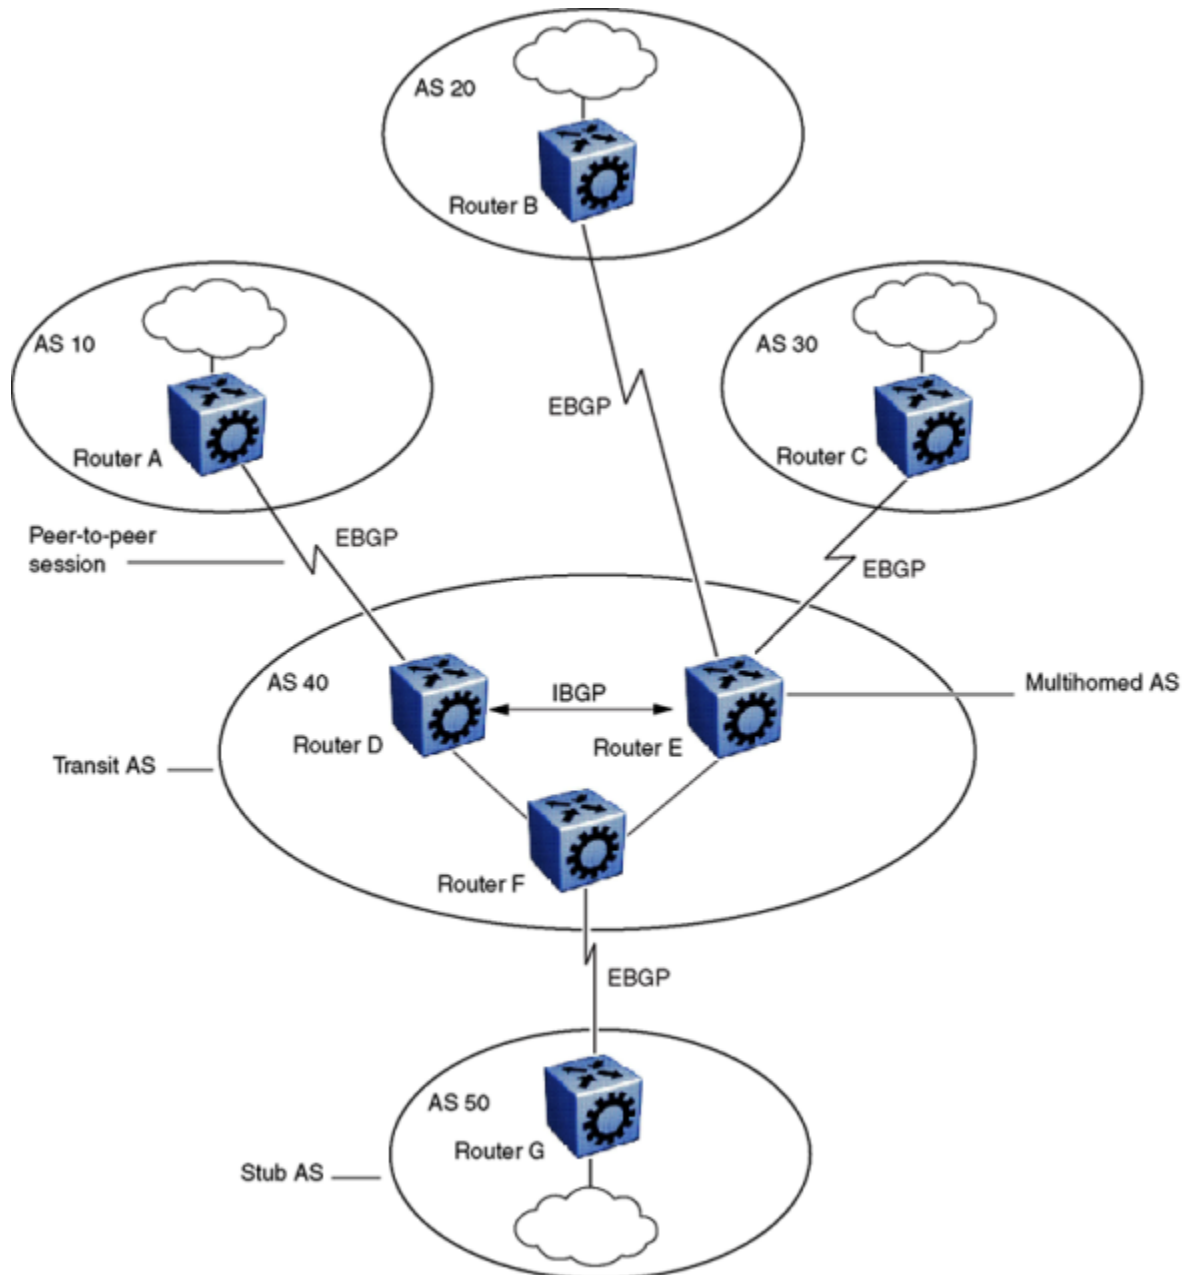 AS 20
Router B
AS 10
Router A
AS 30
Router C
EBGP
Peer-to-peer
session
EBGP
EBGP
AS 40
IBGP
Multihomed AS
Router D
Router E
Transit AS
Router F
EBGP
AS 50
Router G
Stub AS